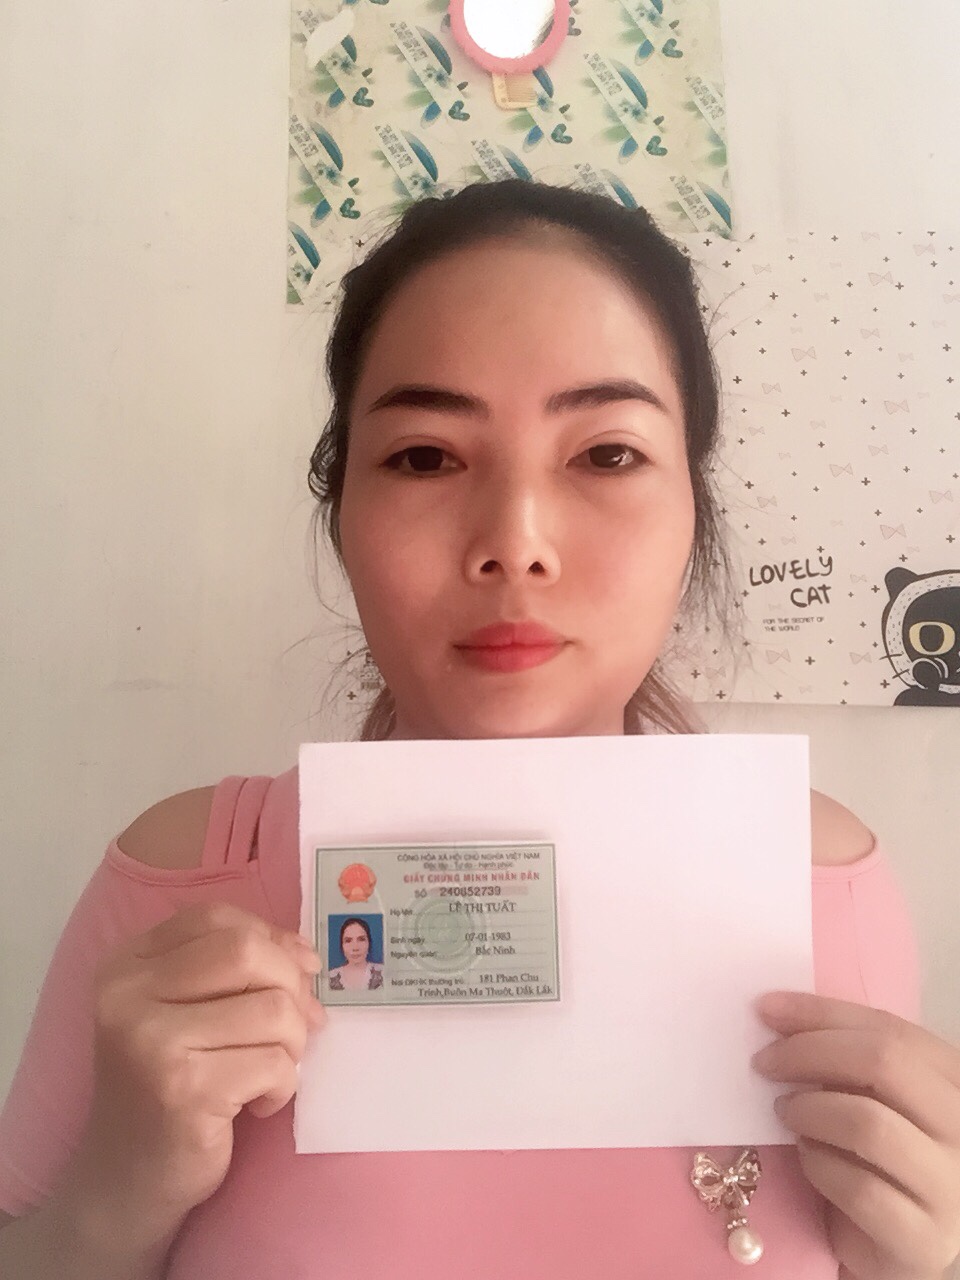 LOVELY
CAT
FOR THE SECRET OF
THE WORLD
CỘNG HÒA XÃ HỘI CHỦ NGHĨA VIỆT NAM
Độc lập - Tự do - Hạnh phúc
GIẤY CHỨNG MINH NHÂN DÂN
SỐ 240852739
Họ tên LÊ THỊ TUẤT
Sinh ngày 07-01-1983
Nguyên quán Bắc Ninh
Nơi ĐKHK thường trú 181 Phan Chu
Trinh,Buôn Ma Thuột, Đắk Lắk